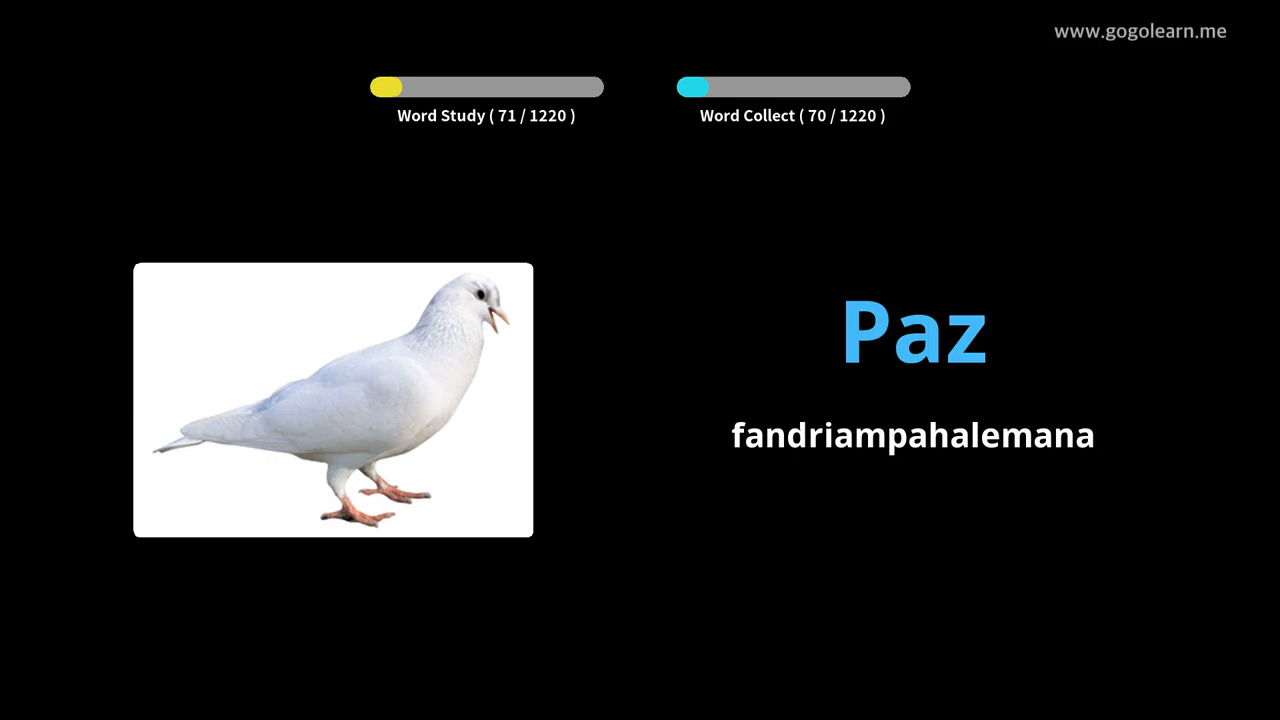 www.gogolearn.me
Word Study ( 71 / 1220 )
Word Collect ( 70 / 1220 )
Paz
fandriampahalemana